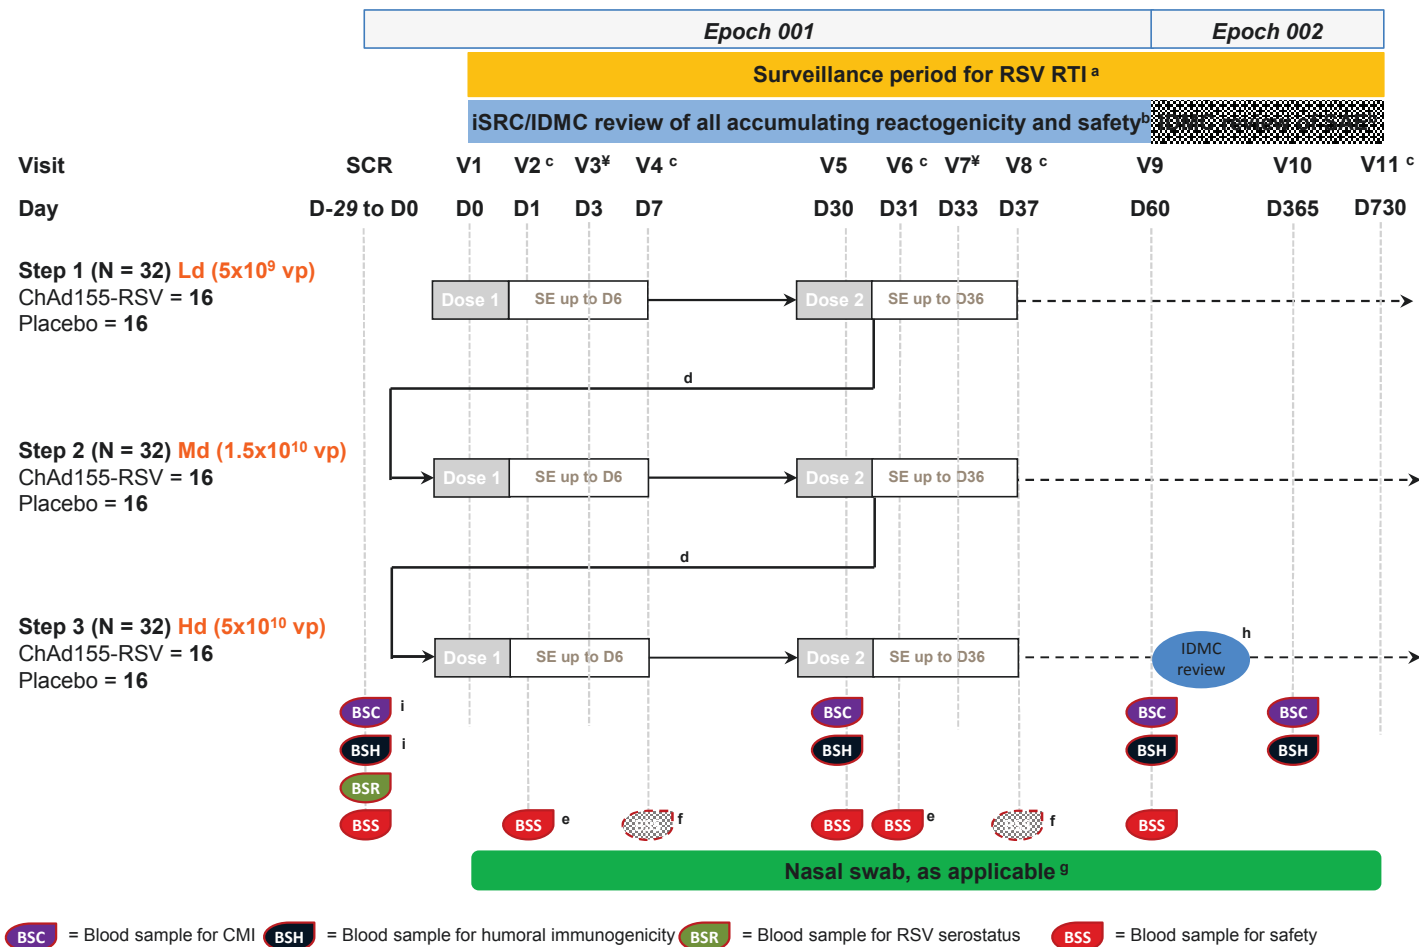 Epoch 001 Epoch 002
Surveillance period for RSV RTI a
iSRC/IDMC review of all accumulating reactogenicity and safety b IDMC review of SAE
Visit SCR V1 V2 c V3¥ V4 c V5 V6 c V7¥ V8 c V9 V10 V11 c
Day D-29 to D0 D0 D1 D3 D7 D30 D31 D33 D37 D60 D365 D730
Step 1 (N = 32) Ld (5x10⁹ vp)
ChAd155-RSV = 16
Placebo = 16
Dose 1 SE up to D6 Dose 2 SE up to D36
d
Step 2 (N = 32) Md (1.5x10¹⁰ vp)
ChAd155-RSV = 16
Placebo = 16
Dose 1 SE up to D6 Dose 2 SE up to D36
d
Step 3 (N = 32) Hd (5x10¹⁰ vp)
ChAd155-RSV = 16
Placebo = 16
Dose 1 SE up to D6 Dose 2 SE up to D36
IDMC review h
BSC i BSC BSC BSC
BSH i BSH BSH BSH
BSR
BSS BSS e f BSS BSS e f BSS
Nasal swab, as applicable g
BSC = Blood sample for CMI BSH = Blood sample for humoral immunogenicity BSR = Blood sample for RSV serostatus BSS = Blood sample for safety